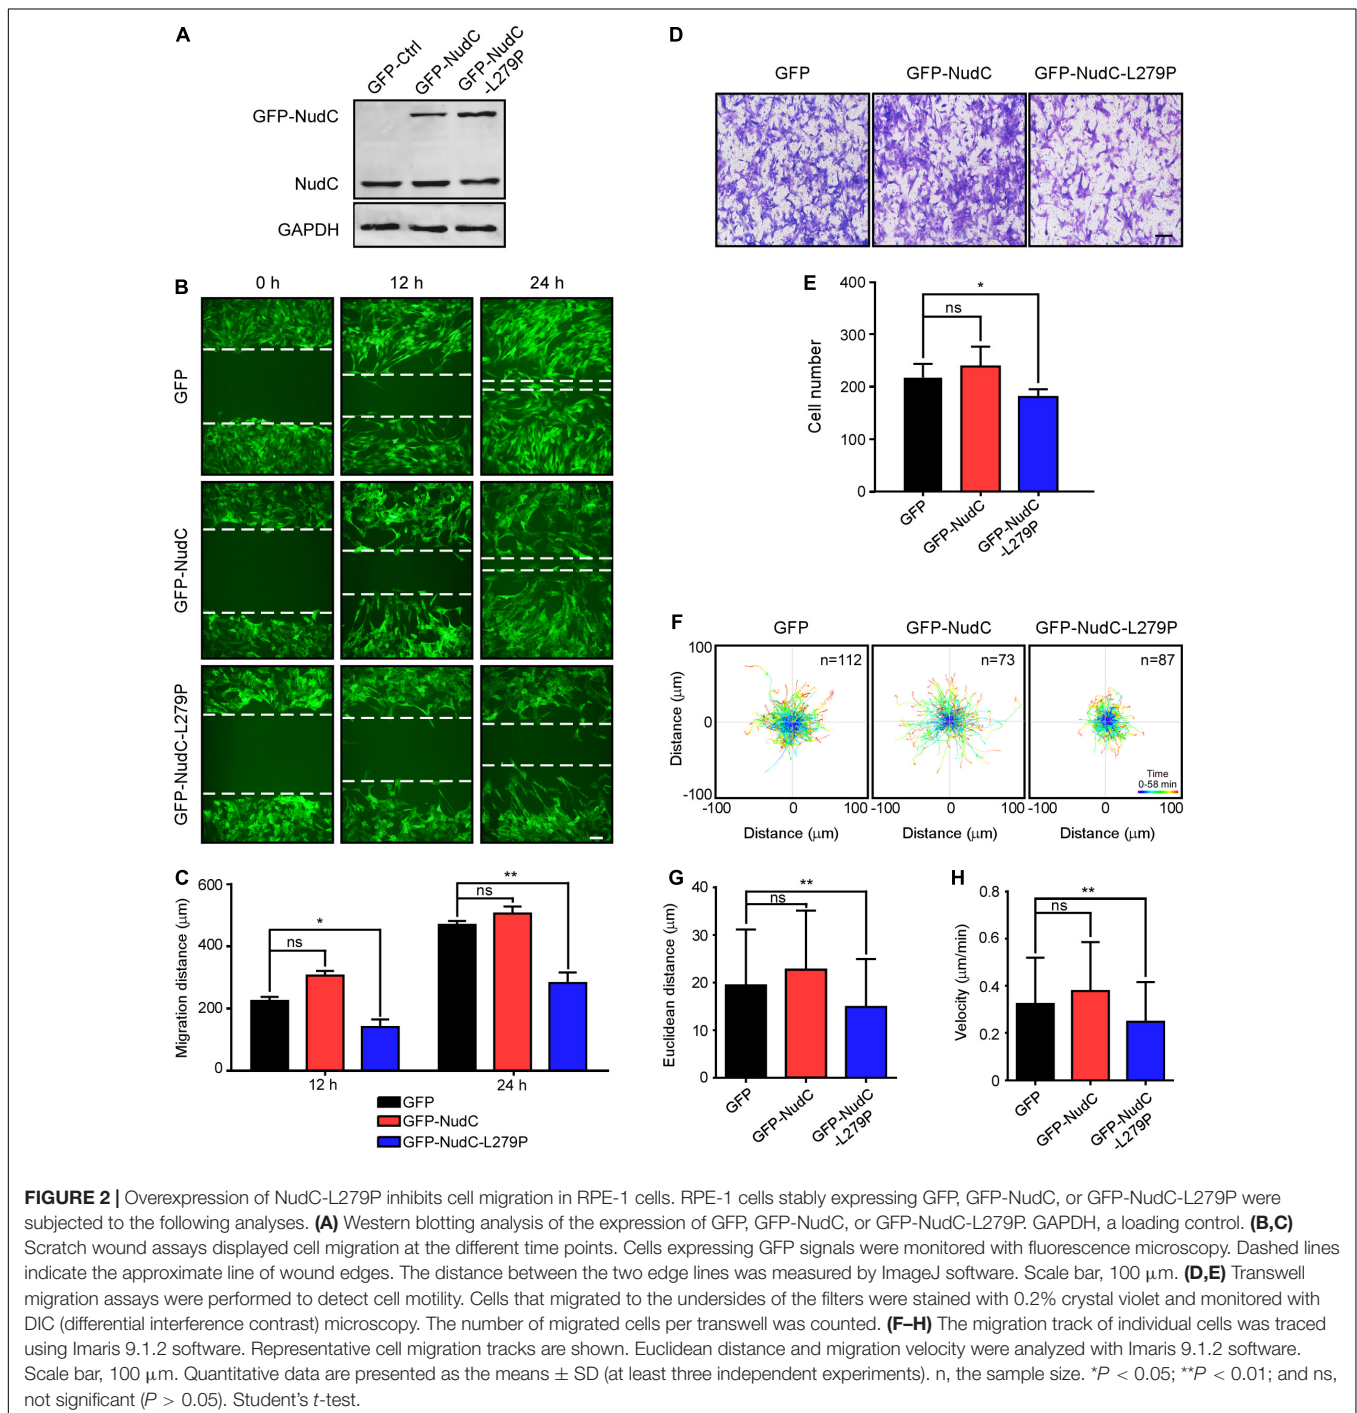 A
GFP-Ctrl
GFP-NudC
GFP-NudC
-L279P
GFP-NudC
NudC
GAPDH
B
0 h 12 h 24 h
GFP
GFP-NudC
GFP-NudC-L279P
C
Migration distance (μm)
600
400
200
0
ns
*
ns
**
12 h 24 h
GFP
GFP-NudC
GFP-NudC-L279P
D
GFP GFP-NudC GFP-NudC-L279P
E
Cell number
400
300
200
100
0
ns
*
GFP
GFP-NudC
GFP-NudC
-L279P
F
GFP GFP-NudC GFP-NudC-L279P
Distance (μm)
100
0
-100
n=112 n=73 n=87
Time
0-58 min
-100 0 100 -100 0 100 -100 0 100
Distance (μm) Distance (μm) Distance (μm)
G
Euclidean distance (μm)
40
30
20
10
0
ns
**
GFP
GFP-NudC
GFP-NudC
-L279P
H
Velocity (μm/min)
0.8
0.6
0.4
0.2
0
ns
**
GFP
GFP-NudC
GFP-NudC
-L279P
FIGURE 2 | Overexpression of NudC-L279P inhibits cell migration in RPE-1 cells. RPE-1 cells stably expressing GFP, GFP-NudC, or GFP-NudC-L279P were
subjected to the following analyses. (A) Western blotting analysis of the expression of GFP, GFP-NudC, or GFP-NudC-L279P. GAPDH, a loading control. (B,C)
Scratch wound assays displayed cell migration at the different time points. Cells expressing GFP signals were monitored with fluorescence microscopy. Dashed lines
indicate the approximate line of wound edges. The distance between the two edge lines was measured by ImageJ software. Scale bar, 100 μm. (D,E) Transwell
migration assays were performed to detect cell motility. Cells that migrated to the undersides of the filters were stained with 0.2% crystal violet and monitored with
DIC (differential interference contrast) microscopy. The number of migrated cells per transwell was counted. (F–H) The migration track of individual cells was traced
using Imaris 9.1.2 software. Representative cell migration tracks are shown. Euclidean distance and migration velocity were analyzed with Imaris 9.1.2 software.
Scale bar, 100 μm. Quantitative data are presented as the means ± SD (at least three independent experiments). n, the sample size. *P < 0.05; **P < 0.01; and ns,
not significant (P > 0.05). Student's t-test.